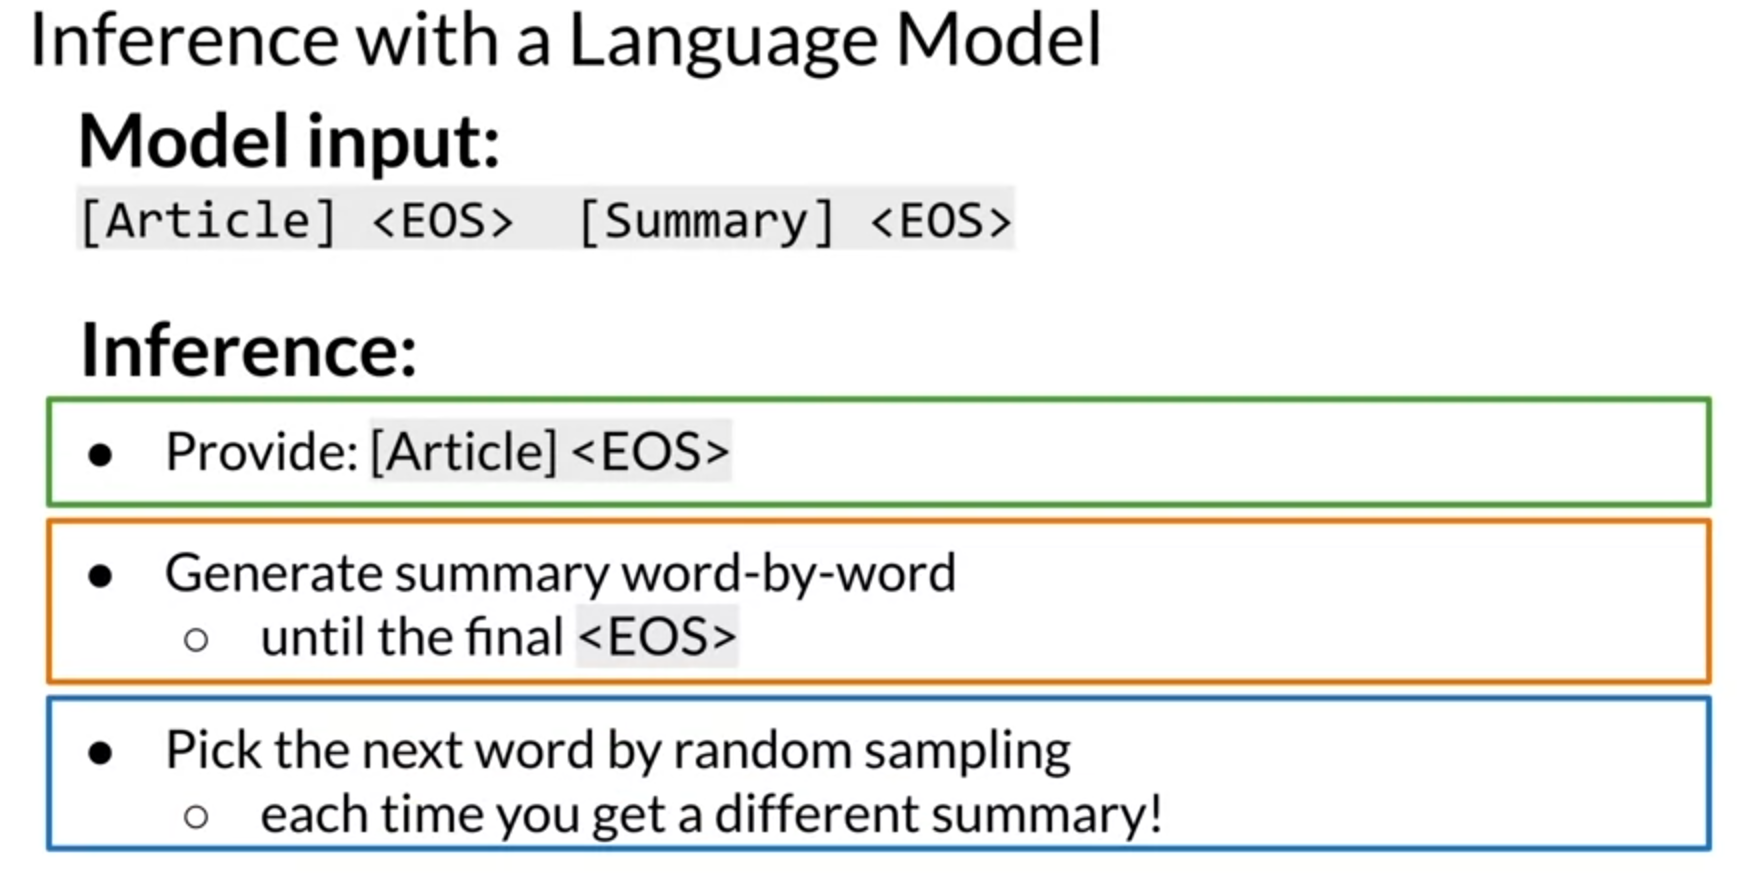 Inference with a Language Model
Model input:
[Article] <EOS> [Summary] <EOS>
Inference:
● Provide: [Article] <EOS>
● Generate summary word-by-word
○ until the final <EOS>
● Pick the next word by random sampling
○ each time you get a different summary!